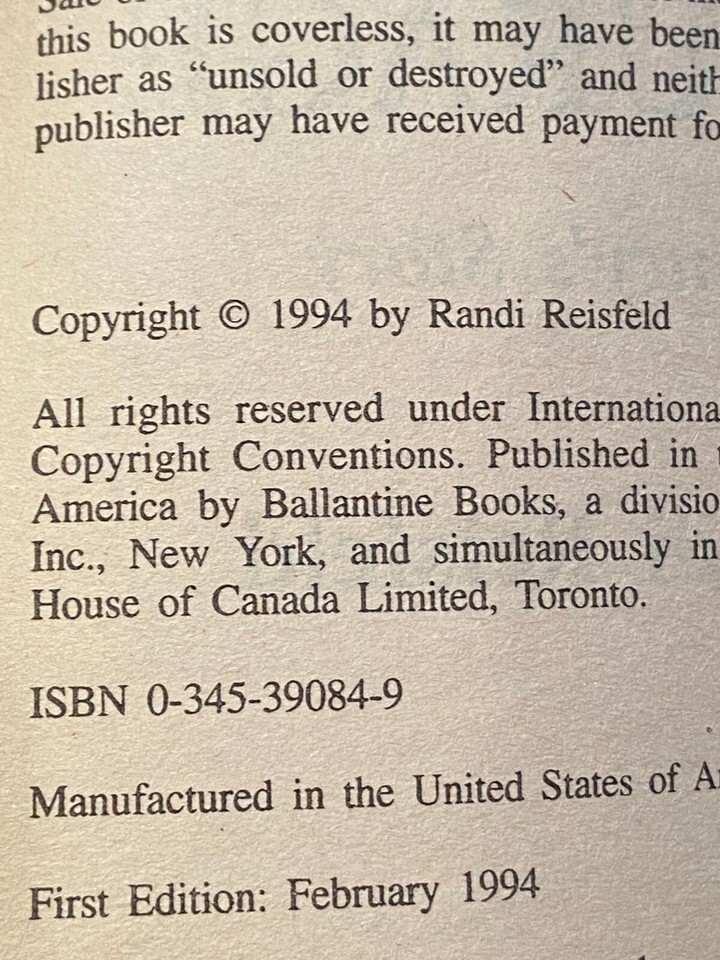 this book is coverless, it may have been
lisher as “unsold or destroyed” and neith
publisher may have received payment fo
Copyright © 1994 by Randi Reisfeld
All rights reserved under Internationa
Copyright Conventions. Published in
America by Ballantine Books, a divisio
Inc., New York, and simultaneously in
House of Canada Limited, Toronto.
ISBN 0-345-39084-9
Manufactured in the United States of A
First Edition: February 1994